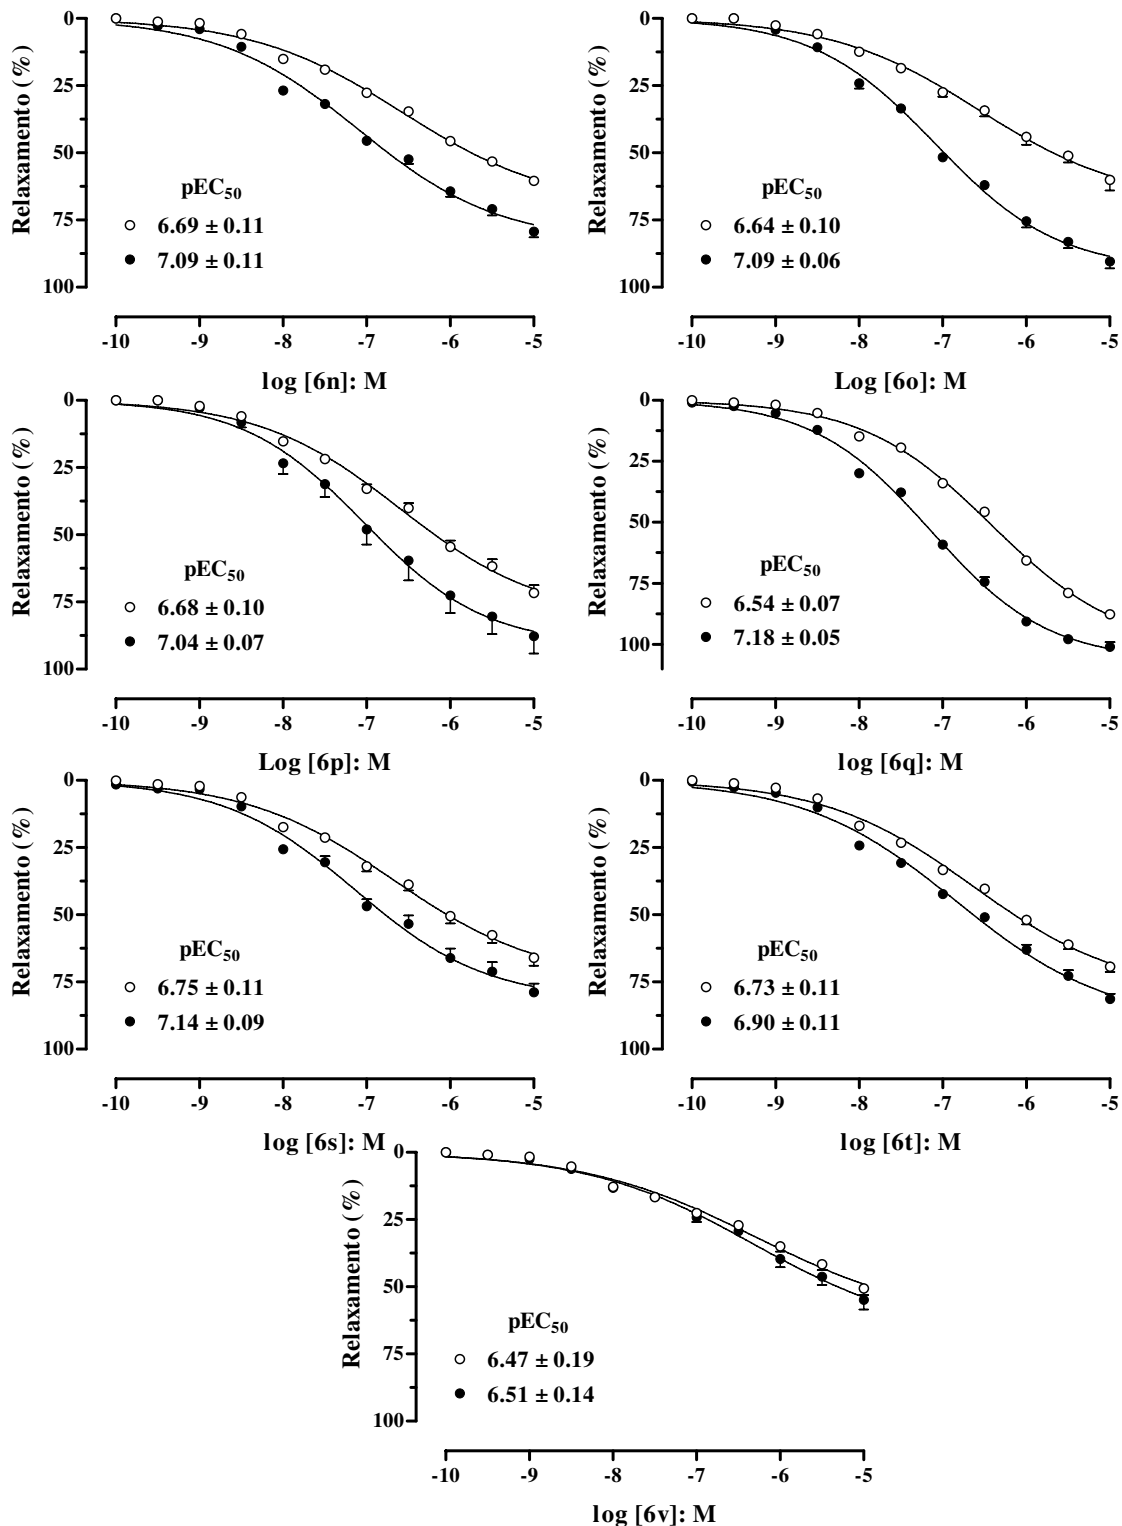 Relaxamento (%)
0
25
50
75
100
pEC50
6.69 ± 0.11
7.09 ± 0.11
-10 -9 -8 -7 -6 -5
log [6n]: M
Relaxamento (%)
0
25
50
75
100
pEC50
6.64 ± 0.10
7.09 ± 0.06
-10 -9 -8 -7 -6 -5
Log [6o]: M
Relaxamento (%)
0
25
50
75
100
pEC50
6.68 ± 0.10
7.04 ± 0.07
-10 -9 -8 -7 -6 -5
Log [6p]: M
Relaxamento (%)
0
25
50
75
100
pEC50
6.54 ± 0.07
7.18 ± 0.05
-10 -9 -8 -7 -6 -5
log [6q]: M
Relaxamento (%)
0
25
50
75
100
pEC50
6.75 ± 0.11
7.14 ± 0.09
-10 -9 -8 -7 -6 -5
log [6s]: M
Relaxamento (%)
0
25
50
75
100
pEC50
6.73 ± 0.11
6.90 ± 0.11
-10 -9 -8 -7 -6 -5
log [6t]: M
Relaxamento (%)
0
25
50
75
100
pEC50
6.47 ± 0.19
6.51 ± 0.14
-10 -9 -8 -7 -6 -5
log [6v]: M